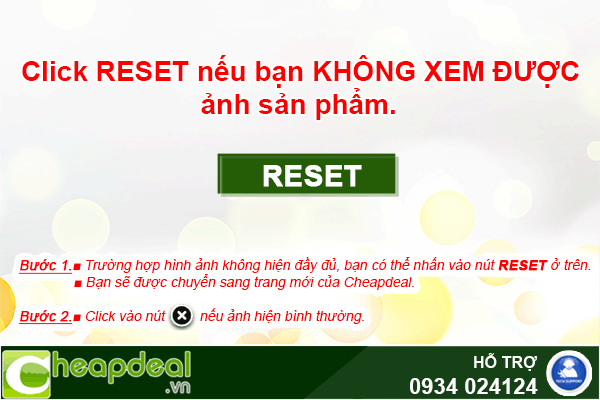 Click RESET nếu bạn KHÔNG XEM ĐƯỢC
ảnh sản phẩm.
RESET
Bước 1.■ Trường hợp hình ảnh không hiện đầy đủ, bạn có thể nhấn vào nút RESET ở trên.
■ Bạn sẽ được chuyển sang trang mới của Cheapdeal.
Bước 2.■ Click vào nút nếu ảnh hiện bình thường.
Cheapdeal
.vn
HỖ TRỢ
0934 024124
TECH SUPPORT